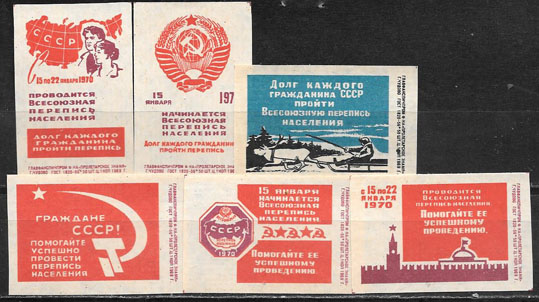 СССР
15 по 22 ЯНВАРЯ 1970
ПРОВОДИТСЯ
ВСЕСОЮЗНАЯ
ПЕРЕПИСЬ
НАСЕЛЕНИЯ
ДОЛГ КАЖДОГО
ГРАЖДАНИНА
ПРОЙТИ ПЕРЕПИСЬ
15
ЯНВАРЯ
197
НАЧИНАЕТСЯ
ВСЕСОЮЗНАЯ
ПЕРЕПИСЬ
НАСЕЛЕНИЯ
ДОЛГ КАЖДОГО ГРАЖДАНИНА
ПРОЙТИ ПЕРЕПИСЬ
ДОЛГ КАЖДОГО
ГРАЖДАНИНА СССР
ПРОЙТИ
ВСЕСОЮЗНУЮ ПЕРЕПИСЬ
НАСЕЛЕНИЯ
ГРАЖДАНЕ
СССР!
ПОМОГАЙТЕ
УСПЕШНО
ПРОВЕСТИ
ПЕРЕПИСЬ
НАСЕЛЕНИЯ
15 ЯНВАРЯ
НАЧИНАЕТСЯ
ВСЕСОЮЗНАЯ
ПЕРЕПИСЬ
НАСЕЛЕНИЯ.
1970
ПОМОГАЙТЕ ЕЕ
УСПЕШНОМУ
ПРОВЕДЕНИЮ.
с 15 по 22
ЯНВАРЯ
1970
ПРОВОДИТСЯ
ВСЕСОЮЗНАЯ
ПЕРЕПИСЬ НАСЕЛЕНИЯ.
ПОМОГАЙТЕ ЕЕ
УСПЕШНОМУ
ПРОВЕДЕНИЮ.